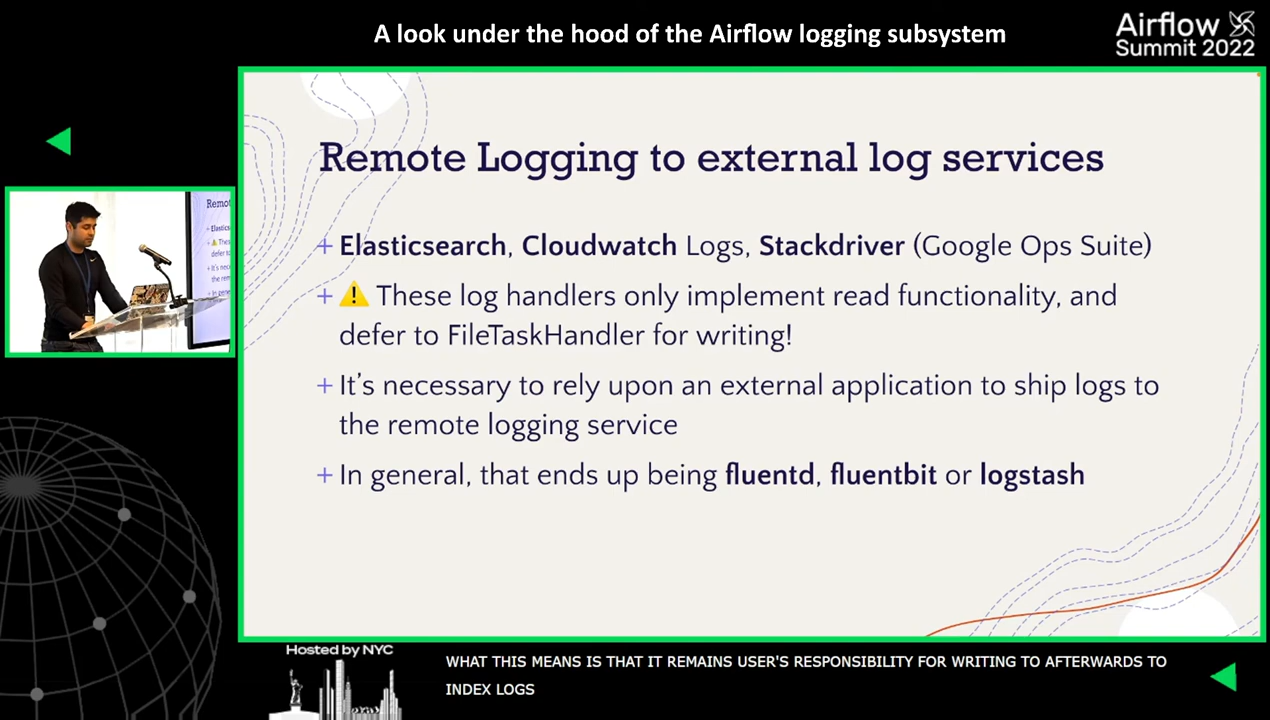 A look under the hood of the Airflow logging subsystem
Airflow
Summit 2022
Remote Logging to external log services
+ Elasticsearch, Cloudwatch Logs, Stackdriver (Google Ops Suite)
+ ⚠️ These log handlers only implement read functionality, and
defer to FileTaskHandler for writing!
+ It's necessary to rely upon an external application to ship logs to
the remote logging service
+ In general, that ends up being fluentd, fluentbit or logstash
Hosted by NYC
WHAT THIS MEANS IS THAT IT REMAINS USER'S RESPONSIBILITY FOR WRITING TO AFTERWARDS TO
INDEX LOGS